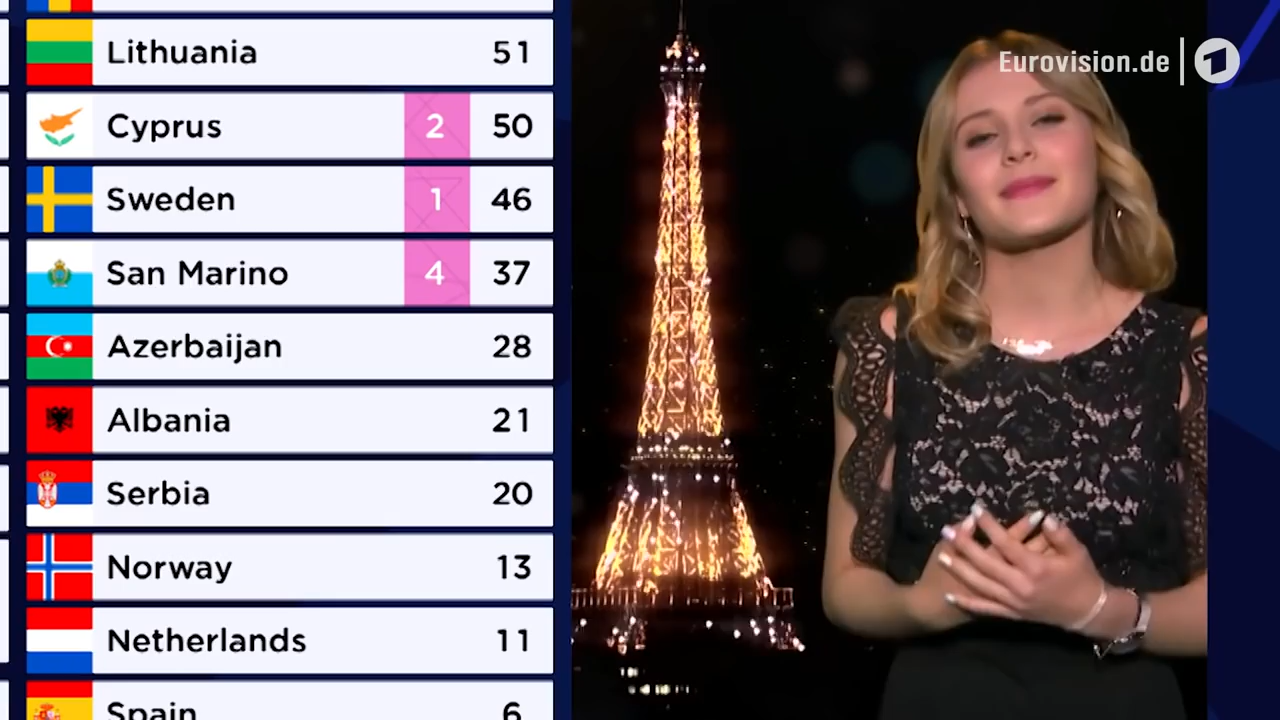 Lithuania 51
Cyprus 2 50
Sweden 1 46
San Marino 4 37
Azerbaijan 28
Albania 21
Serbia 20
Norway 13
Netherlands 11
Spain 6
Eurovision.de 1